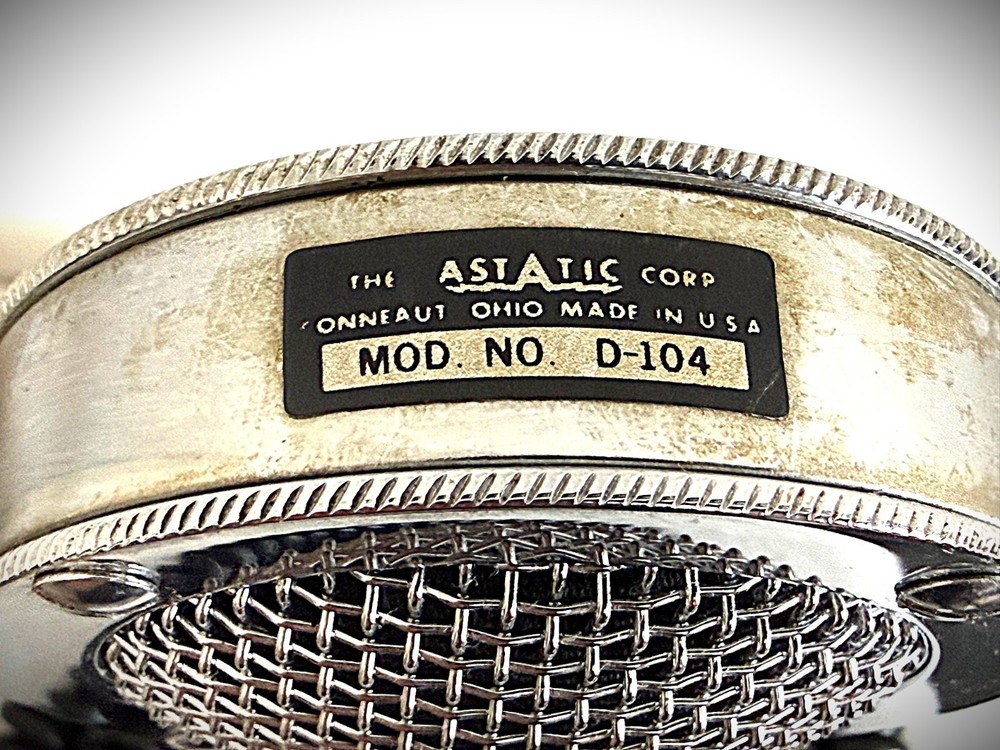 THE ASTATIC CORP
CONNEAUT OHIO MADE IN USA
MOD. NO. D-104